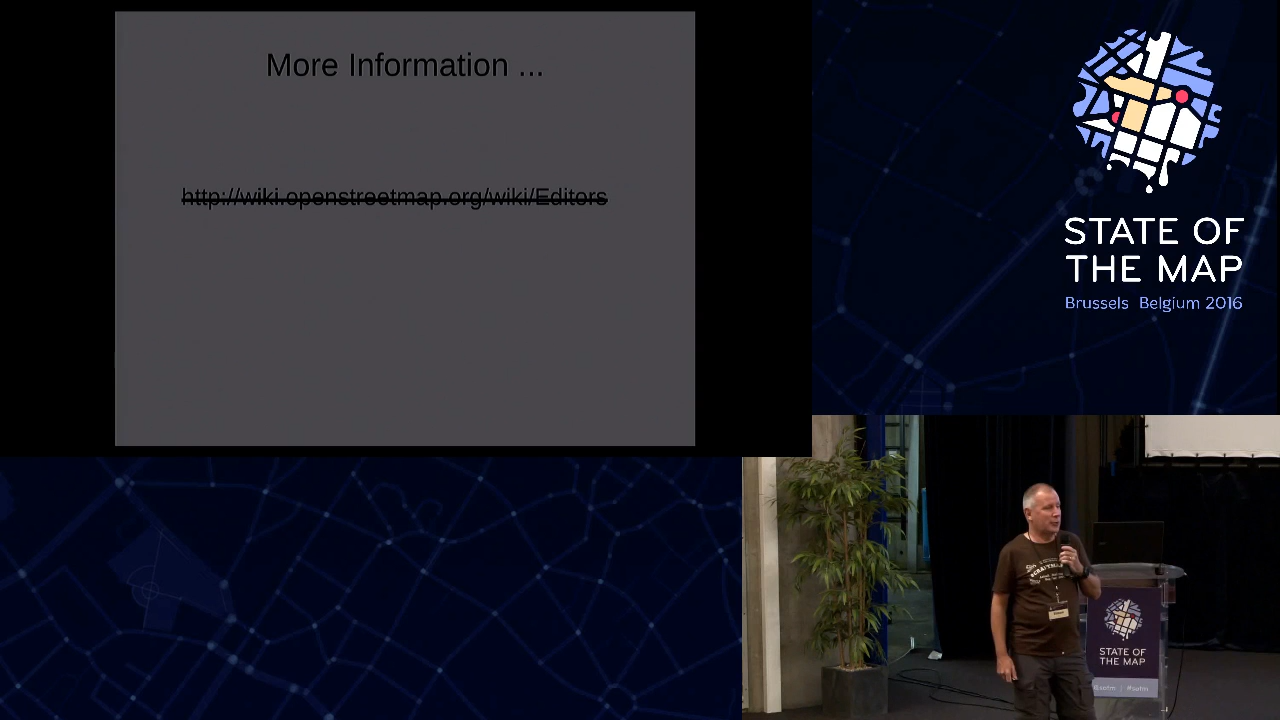 More Information ...
http://wiki.openstreetmap.org/wiki/Editors
STATE OF
THE MAP
Brussels Belgium 2016
STATE OF
THE MAP
#sotm